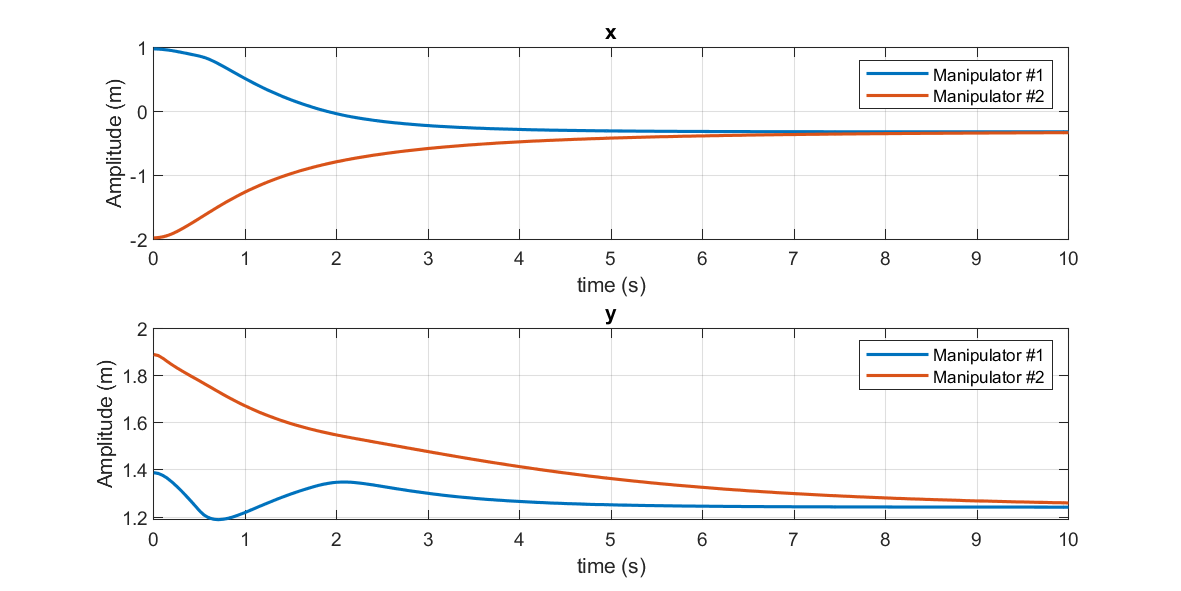 x
1
0
-1
-2
Amplitude (m)
Manipulator #1
Manipulator #2
0 1 2 3 4 5 6 7 8 9 10
time (s)
y
2
1.8
1.6
1.4
1.2
Amplitude (m)
Manipulator #1
Manipulator #2
0 1 2 3 4 5 6 7 8 9 10
time (s)